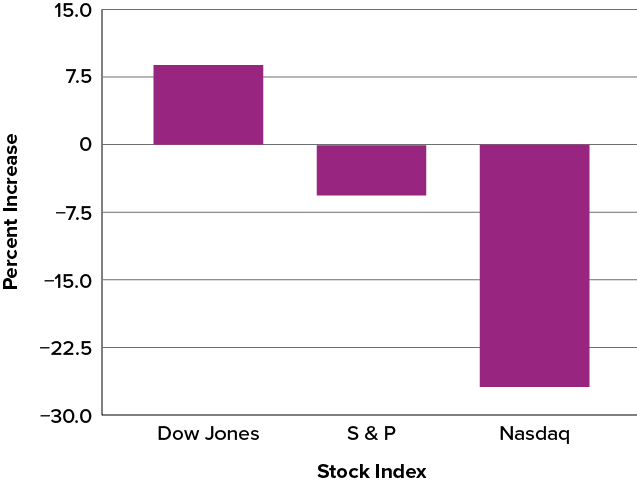 15.0
7.5
0
−7.5
−15.0
−22.5
−30.0
Percent Increase
Dow Jones
S & P
Nasdaq
Stock Index